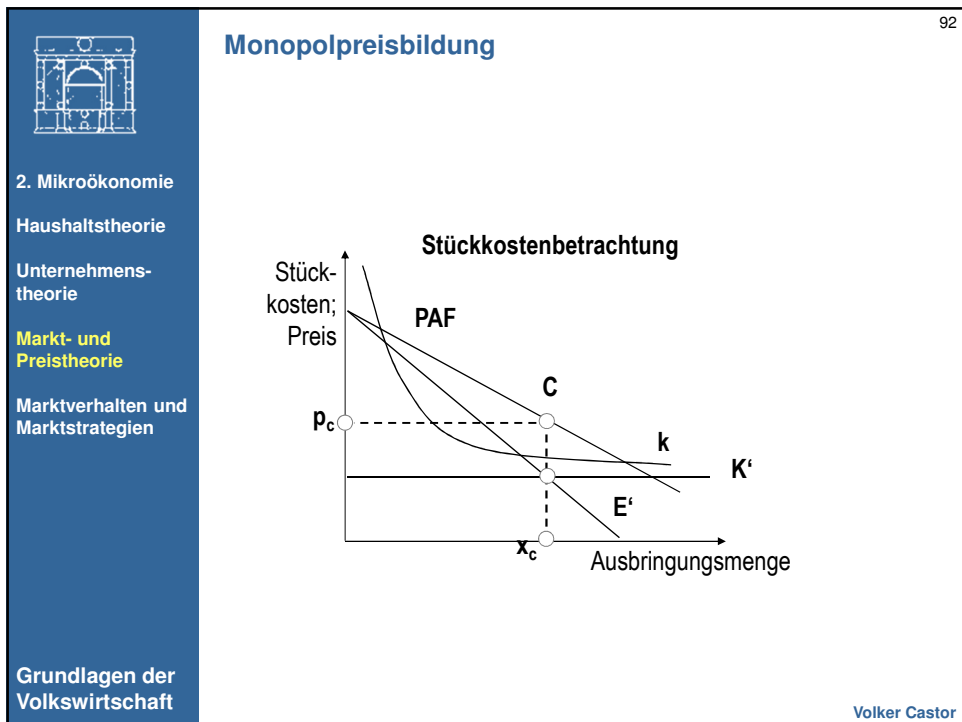 92
Monopolpreisbildung
2. Mikroökonomie
Haushaltstheorie
Unternehmens-
theorie
Markt- und
Preistheorie
Marktverhalten und
Marktstrategien
Stückkostenbetrachtung
Stück-
kosten;
Preis
PAF
C
pc
k
K‘
E‘
xc
Ausbringungsmenge
Grundlagen der
Volkswirtschaft
Volker Castor